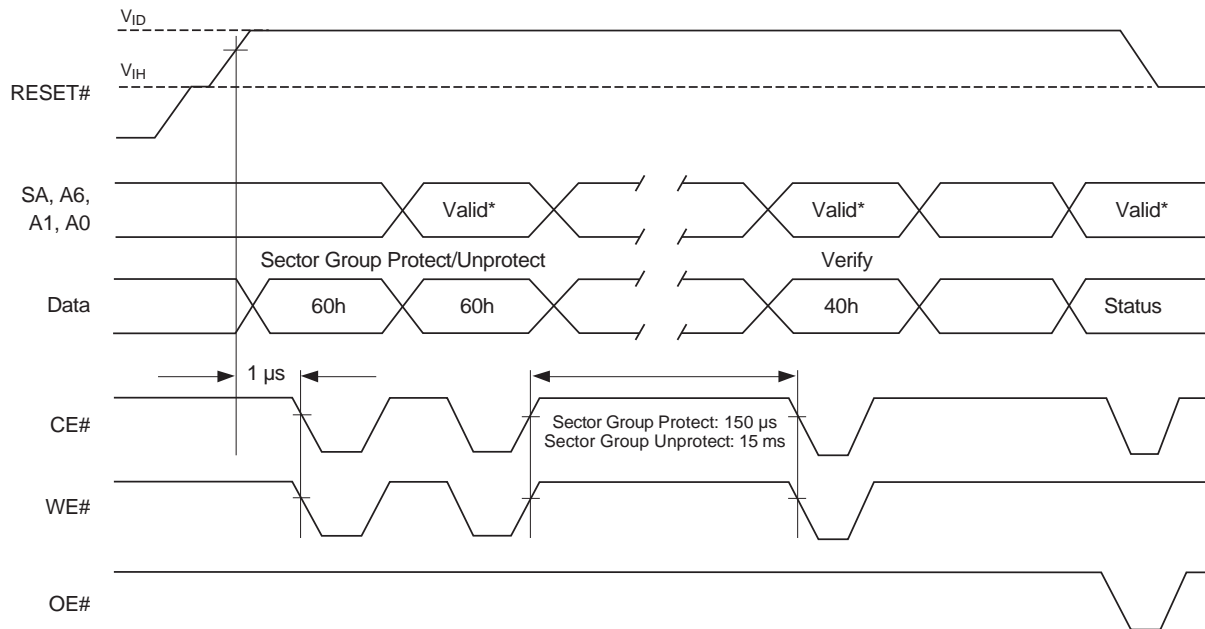 VID
VIH
RESET#
SA, A6,
A1, A0
Valid*
Valid*
Valid*
Sector Group Protect/Unprotect
Verify
Data
60h
60h
40h
Status
1 µs
CE#
Sector Group Protect: 150 µs
Sector Group Unprotect: 15 ms
WE#
OE#